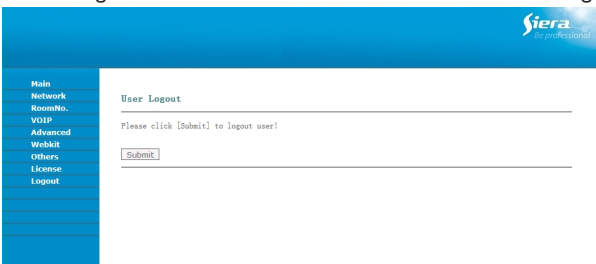 Siera
Be professional
Main
Network
RoomNo.
VOIP
Advanced
Webkit
Others
License
Logout
User Logout
Please click [Submit] to logout user!
Submit